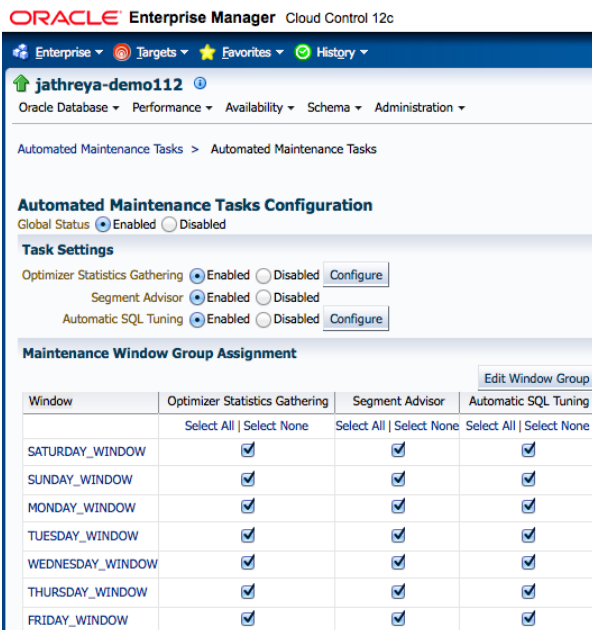 ORACLE Enterprise Manager Cloud Control 12c
Enterprise Targets Favorites History
jathreya-demo112
Oracle Database Performance Availability Schema Administration
Automated Maintenance Tasks > Automated Maintenance Tasks
Automated Maintenance Tasks Configuration
Global Status Enabled Disabled
Task Settings
Optimizer Statistics Gathering Enabled Disabled Configure
Segment Advisor Enabled Disabled
Automatic SQL Tuning Enabled Disabled Configure
Maintenance Window Group Assignment
Edit Window Group
Window Optimizer Statistics Gathering Segment Advisor Automatic SQL Tuning
Select All | Select None Select All | Select None Select All | Select None
SATURDAY_WINDOW
SUNDAY_WINDOW
MONDAY_WINDOW
TUESDAY_WINDOW
WEDNESDAY_WINDOW
THURSDAY_WINDOW
FRIDAY_WINDOW